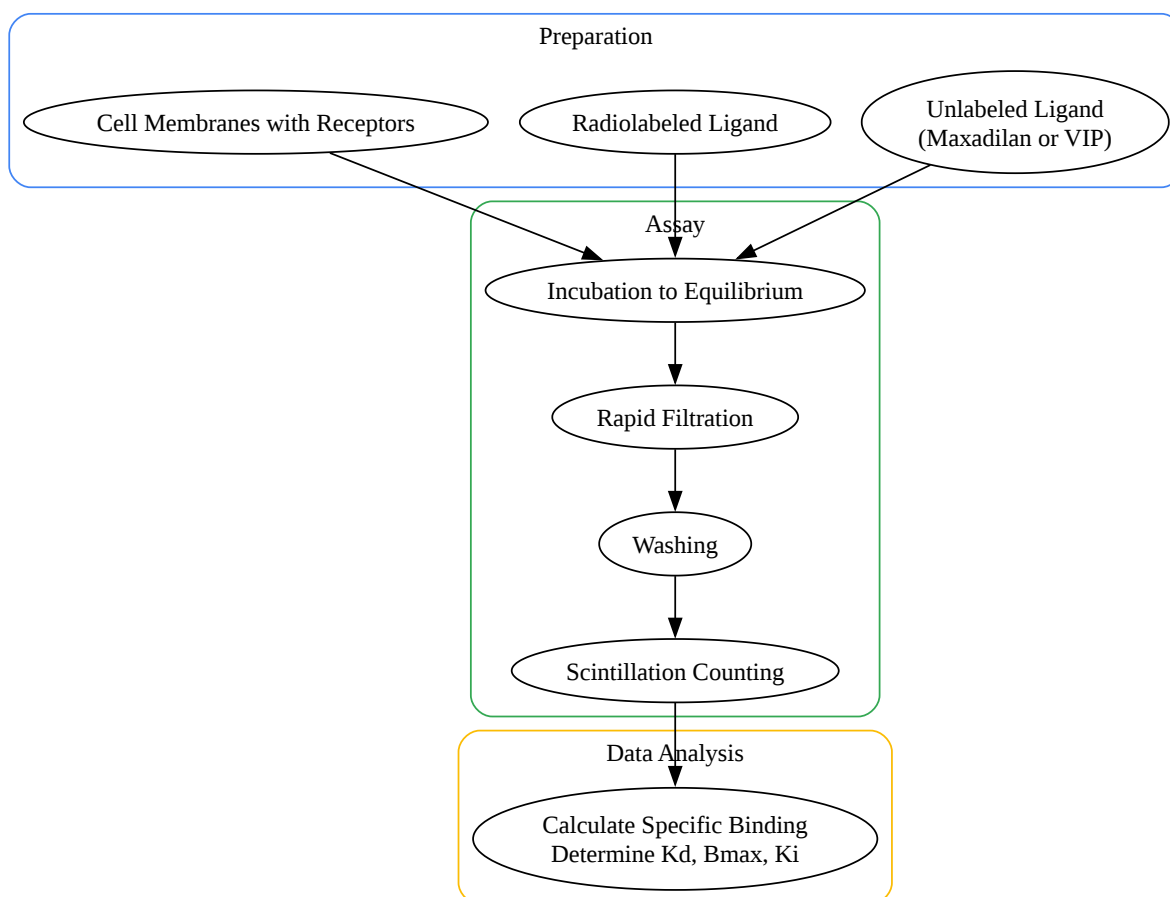 Preparation
Cell Membranes with Receptors
Radiolabeled Ligand
Unlabeled Ligand
(Maxadilan or VIP)
Assay
Incubation to Equilibrium
Rapid Filtration
Washing
Scintillation Counting
Data Analysis
Calculate Specific Binding
Determine Kd, Bmax, Ki